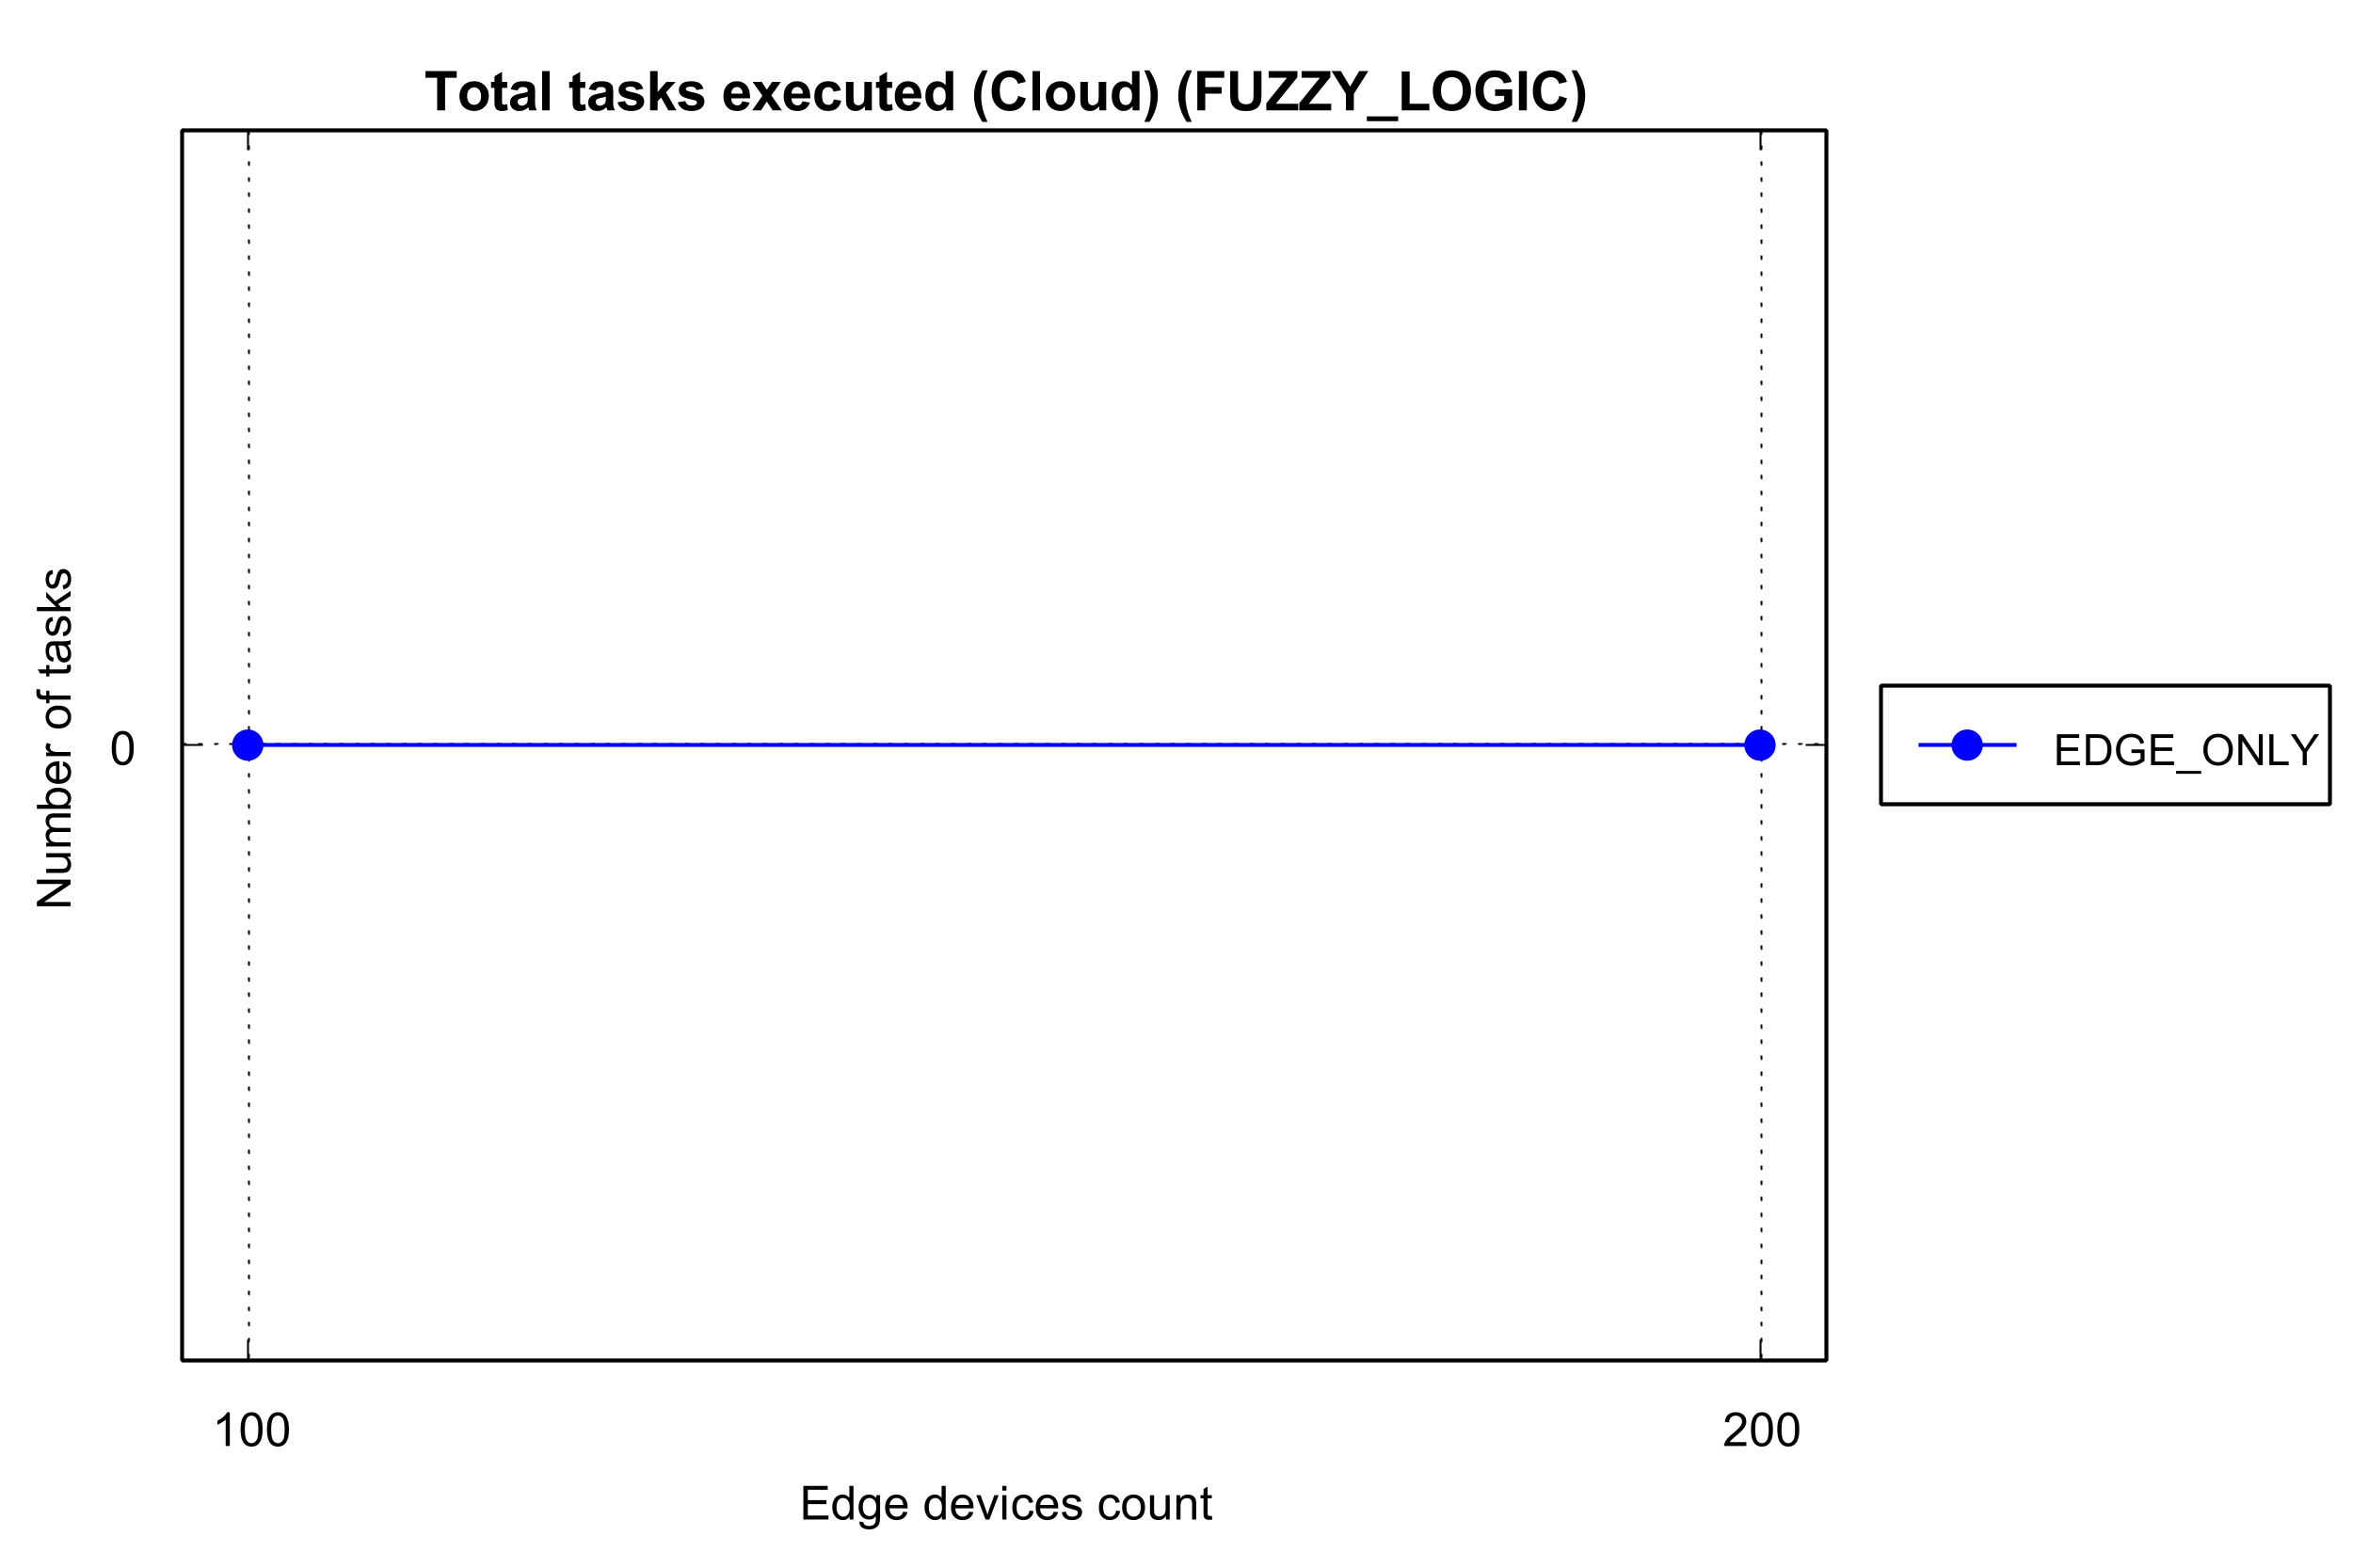 Total tasks executed (Cloud) (FUZZY_LOGIC)
Number of tasks
0
EDGE_ONLY
100
200
Edge devices count